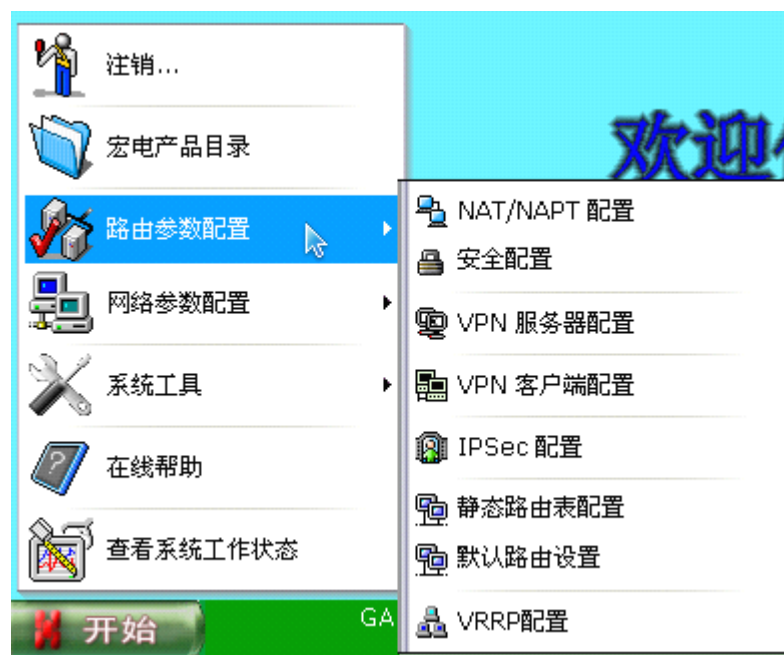 注销...
宏电产品目录
路由参数配置
网络参数配置
系统工具
在线帮助
查看系统工作状态
开始
GA
欢迎
NAT/NAPT 配置
安全配置
VPN 服务器配置
VPN 客户端配置
IPSec 配置
静态路由表配置
默认路由设置
VRRP配置